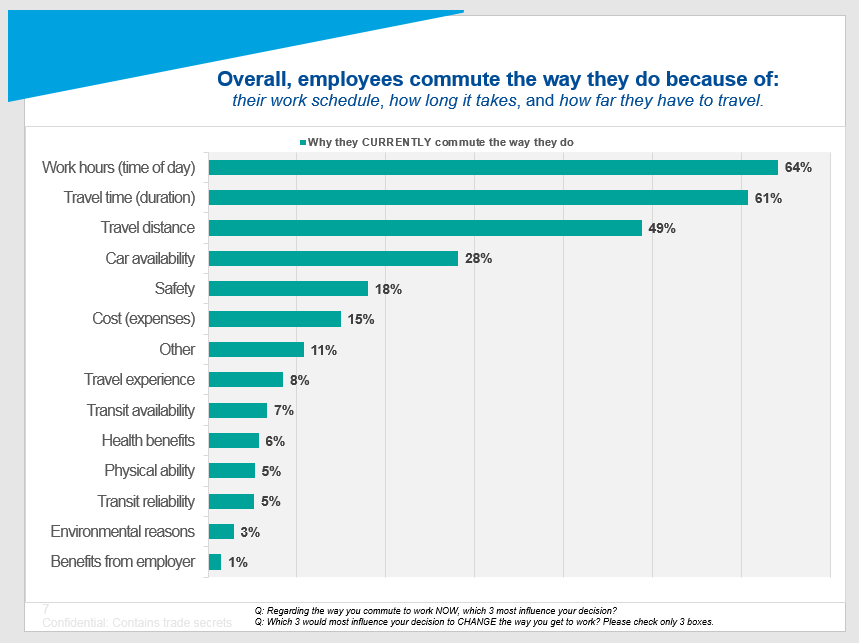 Overall, employees commute the way they do because of:
their work schedule, how long it takes, and how far they have to travel.
Why they CURRENTLY commute the way they do
Work hours (time of day) 64%
Travel time (duration) 61%
Travel distance 49%
Car availability 28%
Safety 18%
Cost (expenses) 15%
Other 11%
Travel experience 8%
Transit availability 7%
Health benefits 6%
Physical ability 5%
Transit reliability 5%
Environmental reasons 3%
Benefits from employer 1%
7
Confidential: Contains trade secrets
Q: Regarding the way you commute to work NOW, which 3 most influence your decision?
Q: Which 3 would most influence your decision to CHANGE the way you get to work? Please check only 3 boxes.